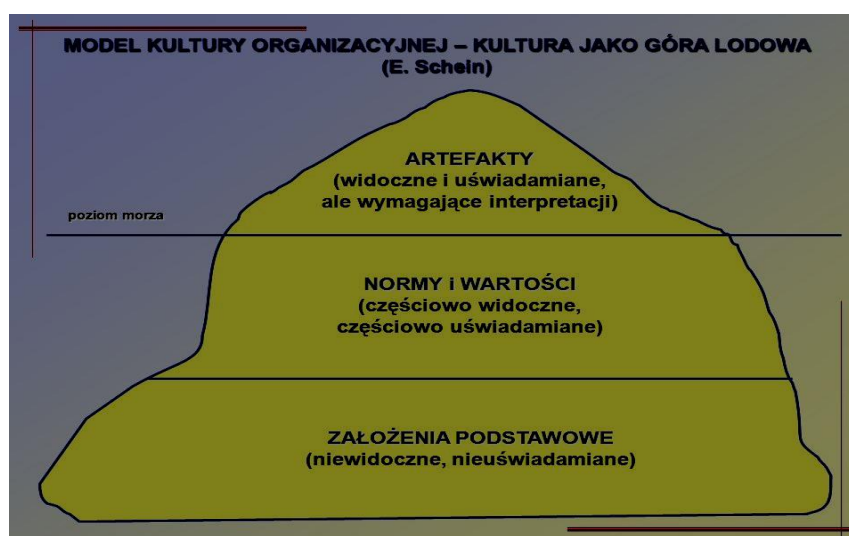 MODEL KULTURY ORGANIZACYJNEJ – KULTURA JAKO GÓRA LODOWA
(E. Schein)
ARTEFAKTY
(widoczne i uświadamiane,
ale wymagające interpretacji)
poziom morza
NORMY i WARTOŚCI
(częściowo widoczne,
częściowo uświadamiane)
ZAŁOŻENIA PODSTAWOWE
(niewidoczne, nieuświadamiane)